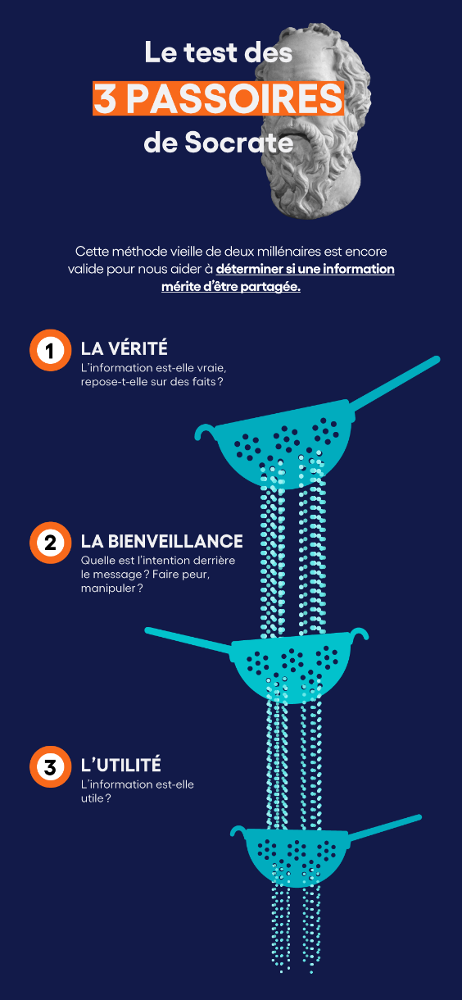 Le test des
3 PASSOIRES
de Socrate
Cette méthode vieille de deux millénaires est encore
valide pour nous aider à déterminer si une information
mérite d'être partagée.
1
LA VÉRITÉ
L'information est-elle vraie,
repose-t-elle sur des faits ?
2
LA BIENVEILLANCE
Quelle est l'intention derrière
le message ? Faire peur,
manipuler ?
3
L'UTILITÉ
L'information est-elle
utile ?